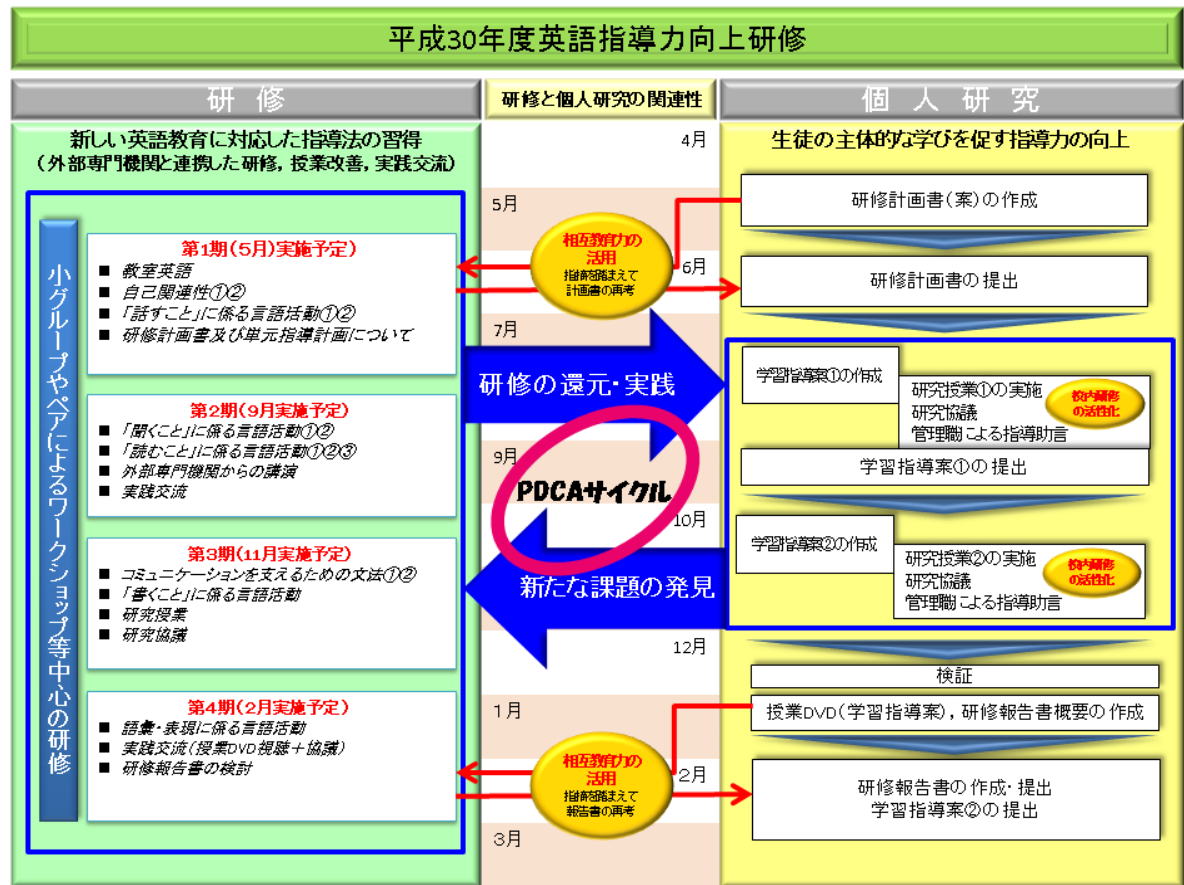 平成30年度英語指導力向上研修
研 修
研修と個人研究の関連性
個 人 研 究
新しい英語教育に対応した指導法の習得
(外部専門機関と連携した研修，授業改善，実践交流)
小グループやペアによるワークショップ等中心の研修
第1期(5月)実施予定)
■ 教室英語
■ 自己関連性①②
■ 「話すこと」に係る言語活動①②
■ 研修計画書及び単元指導計画について
第2期(9月実施予定)
■ 「聞くこと」に係る言語活動①②
■ 「読むこと」に係る言語活動①②③
■ 外部専門機関からの講演
■ 実践交流
第3期(11月実施予定)
■ コミュニケーションを支えるための文法①②
■ 「書くこと」に係る言語活動
■ 研究授業
■ 研究協議
第4期(2月実施予定)
■ 語彙・表現に係る言語活動
■ 実践交流(授業DVD視聴＋協議)
■ 研修報告書の検討
4月
5月
相互教育力の
活用
指導を踏まえて
計画書の再考
6月
7月
研修の還元・実践
9月
PDCAサイクル
10月
新たな課題の発見
12月
1月
相互教育力の
活用
指導を踏まえて
報告書の再考
2月
3月
生徒の主体的な学びを促す指導力の向上
研修計画書(案)の作成
研修計画書の提出
学習指導案①の作成
研究授業①の実施
研究協議
管理職による指導助言
校内研修
の活性化
学習指導案①の提出
学習指導案②の作成
研究授業②の実施
研究協議
管理職による指導助言
校内研修
の活性化
検証
授業DVD(学習指導案)，研修報告書概要の作成
研修報告書の作成・提出
学習指導案②の提出